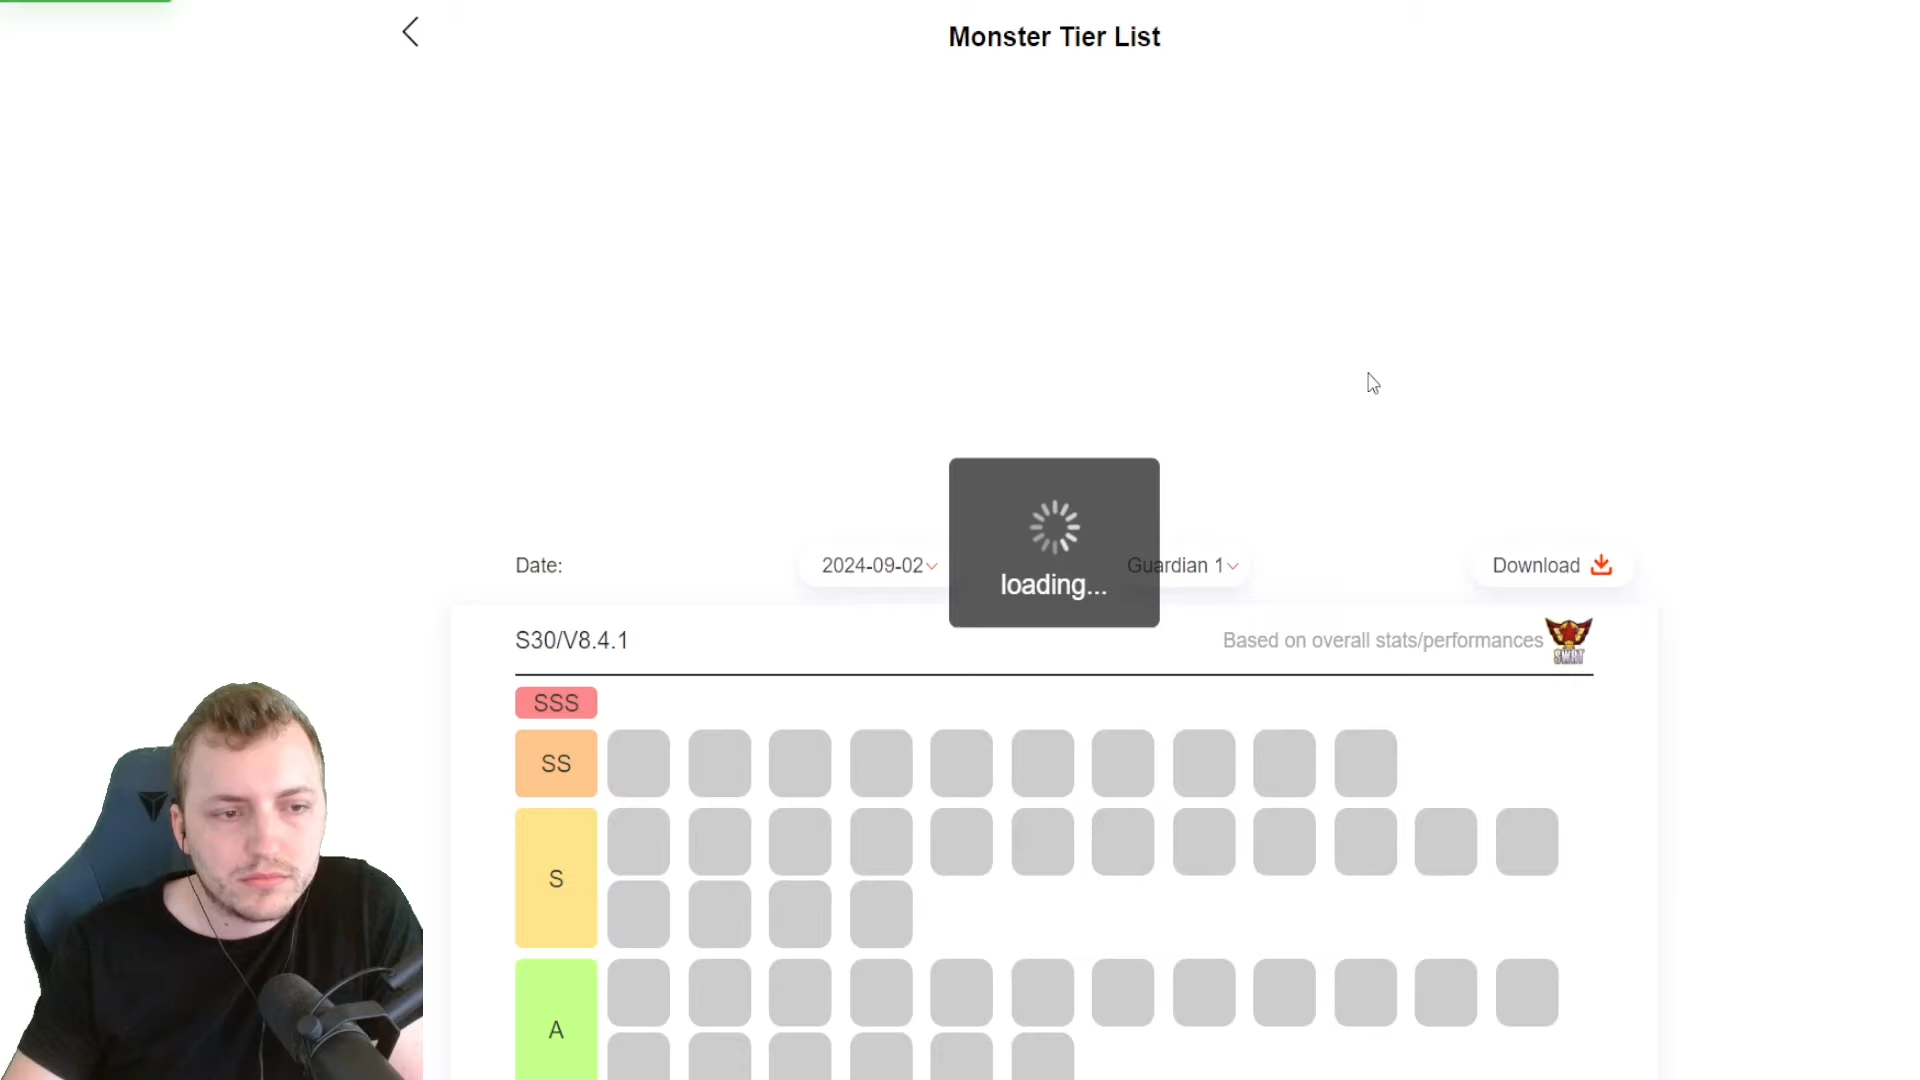 Monster Tier List
loading...
Date:
2024-09-02
Guardian 1
Download
S30/V8.4.1
Based on overall stats/performances
SWRT
SSS
SS
S
A